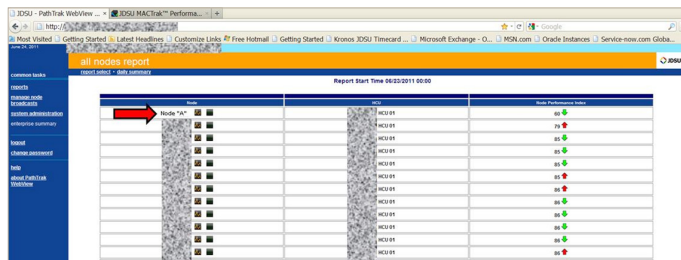 JDSU - PathTrak WebView ... × JDSU MACTrak™ Performa... × +
http://
Google
Most Visited Getting Started Latest Headlines Customize Links Free Hotmail Getting Started Kronos JDSU Timecard ... Microsoft Exchange - O... MSN.com Oracle Instances Service-now.com Globa...
June 24, 2011
all nodes report
JDSU
report select • daily summary
common tasks
reports
manage node
broadcasts
system administration
enterprise summary
logout
change password
help
about PathTrak
WebView
Report Start Time 06/23/2011 00:00
Node HCU Node Performance Index
Node "A" HCU 01 60
HCU 01 79
HCU 01 85
HCU 01 85
HCU 01 85
HCU 01 85
HCU 01 86
HCU 01 86
HCU 01 86
HCU 01 86
HCU 01 86
HCU 01 86